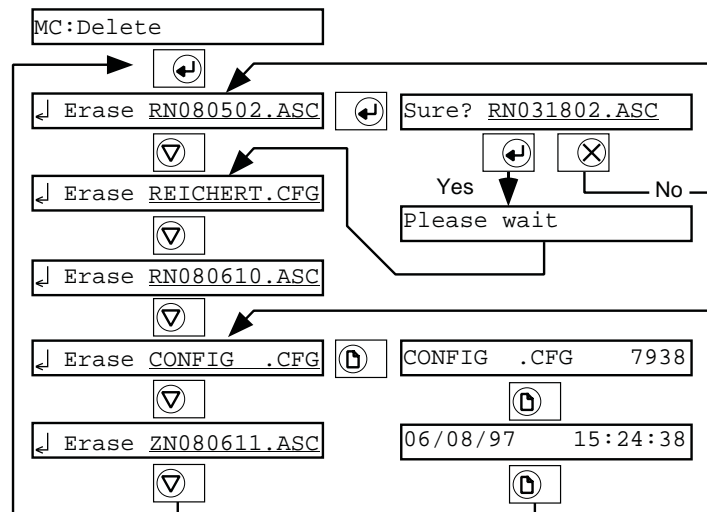 MC:Delete
↲ Erase RN080502.ASC
Sure? RN031802.ASC
Yes
No
↲ Erase REICHERT.CFG
Please wait
↲ Erase RN080610.ASC
↲ Erase CONFIG .CFG
CONFIG .CFG 7938
↲ Erase ZN080611.ASC
06/08/97 15:24:38